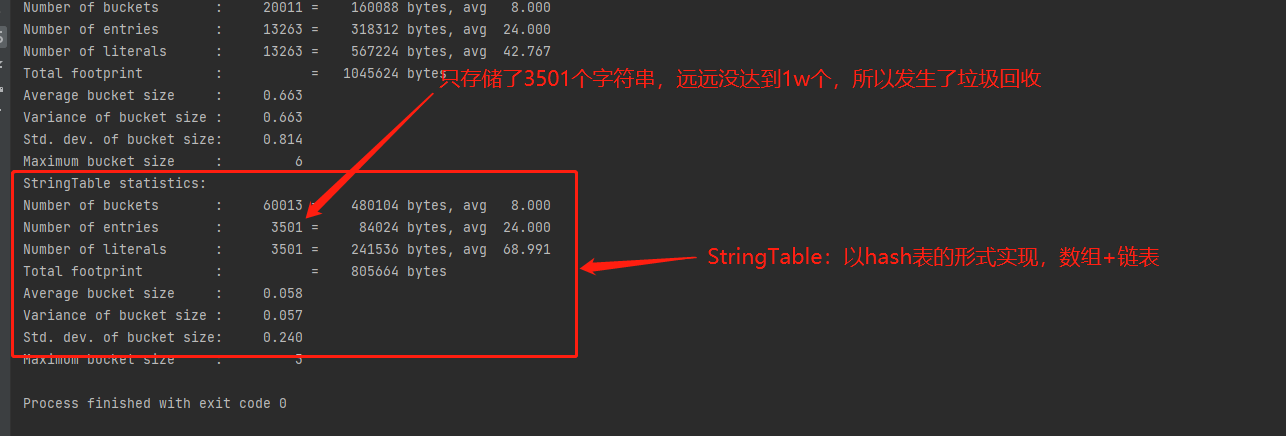 Number of buckets       :     20011 =    160088 bytes, avg   8.000
Number of entries       :     13263 =    318312 bytes, avg  24.000
Number of literals      :     13263 =    567224 bytes, avg  42.767
Total footprint         :           =   1045624 bytes
只存储了3501个字符串，远远没达到1w个，所以发生了垃圾回收
Average bucket size     :     0.663
Variance of bucket size :     0.663
Std. dev. of bucket size:     0.814
Maximum bucket size     :         6
StringTable statistics:
Number of buckets       :     60013 =    480104 bytes, avg   8.000
Number of entries       :      3501 =     84024 bytes, avg  24.000
Number of literals      :      3501 =    241536 bytes, avg  68.991
StringTable：以hash表的形式实现，数组+链表
Total footprint         :           =    805664 bytes
Average bucket size     :     0.058
Variance of bucket size :     0.057
Std. dev. of bucket size:     0.240
Maximum bucket size     :         3
Process finished with exit code 0